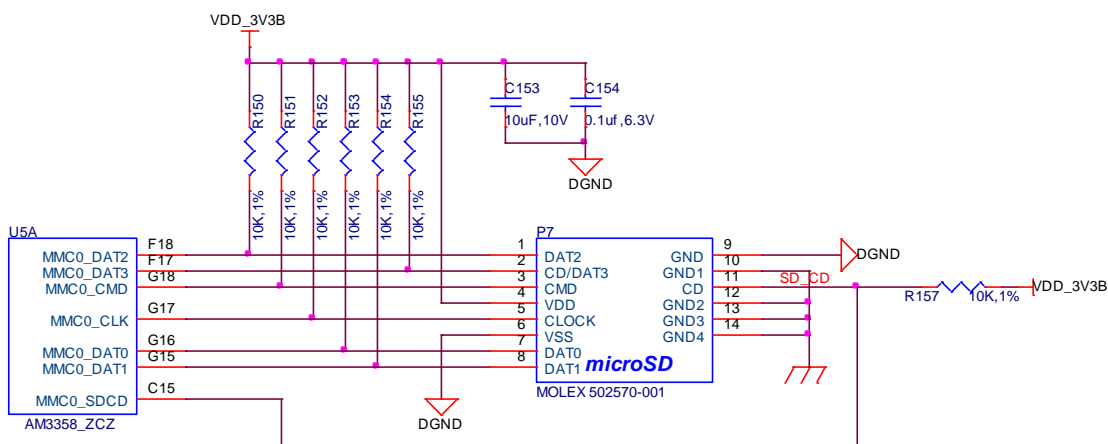 VDD_3V3B
R150
R151
R152
R153
R154
R155
10K,1%
10K,1%
10K,1%
10K,1%
10K,1%
10K,1%
C153
10uF,10V
C154
0.1uf,6.3V
DGND
U5A
MMC0_DAT2
F18
MMC0_DAT3
F17
MMC0_CMD
G18
MMC0_CLK
G17
MMC0_DAT0
G16
MMC0_DAT1
G15
MMC0_SDCD
C15
AM3358_ZCZ
DGND
P7
1 DAT2
2 CD/DAT3
3 CMD
4 VDD
5 CLOCK
6 VSS
7 DAT0
8 DAT1
microSD
GND 9
GND1 10
CD 11
GND2 12
GND3 13
GND4 14
MOLEX 502570-001
DGND
SD_CD
R157
10K,1%
VDD_3V3B